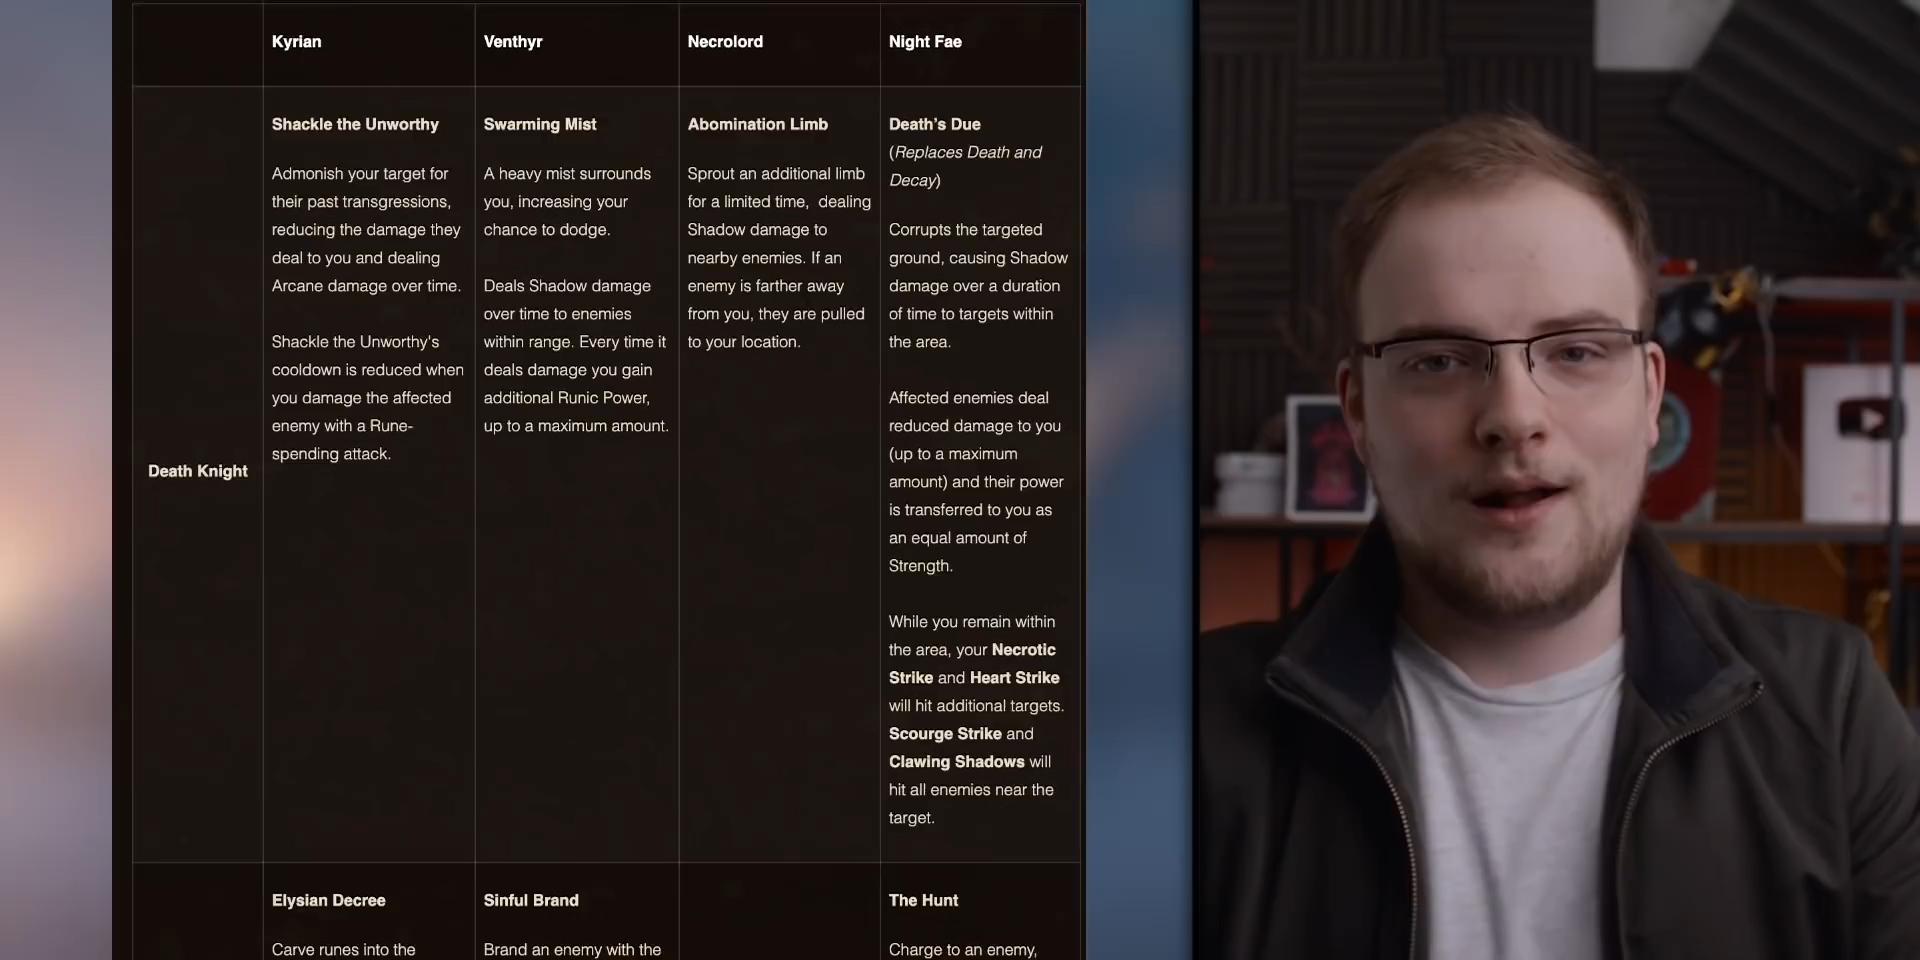 Kyrian
Venthyr
Necrolord
Night Fae
Death Knight
Shackle the Unworthy
Admonish your target for
their past transgressions,
reducing the damage they
deal to you and dealing
Arcane damage over time.
Shackle the Unworthy's
cooldown is reduced when
you damage the affected
enemy with a Rune-
spending attack.
Swarming Mist
A heavy mist surrounds
you, increasing your
chance to dodge.
Deals Shadow damage
over time to enemies
within range. Every time it
deals damage you gain
additional Runic Power,
up to a maximum amount.
Abomination Limb
Sprout an additional limb
for a limited time,  dealing
Shadow damage to
nearby enemies. If an
enemy is farther away
from you, they are pulled
to your location.
Death’s Due
(Replaces Death and
Decay)
Corrupts the targeted
ground, causing Shadow
damage over a duration
of time to targets within
the area.
Affected enemies deal
reduced damage to you
(up to a maximum
amount) and their power
is transferred to you as
an equal amount of
Strength.
While you remain within
the area, your Necrotic
Strike and Heart Strike
will hit additional targets.
Scourge Strike and
Clawing Shadows will
hit all enemies near the
target.
Elysian Decree
Carve runes into the
Sinful Brand
Brand an enemy with the
The Hunt
Charge to an enemy,